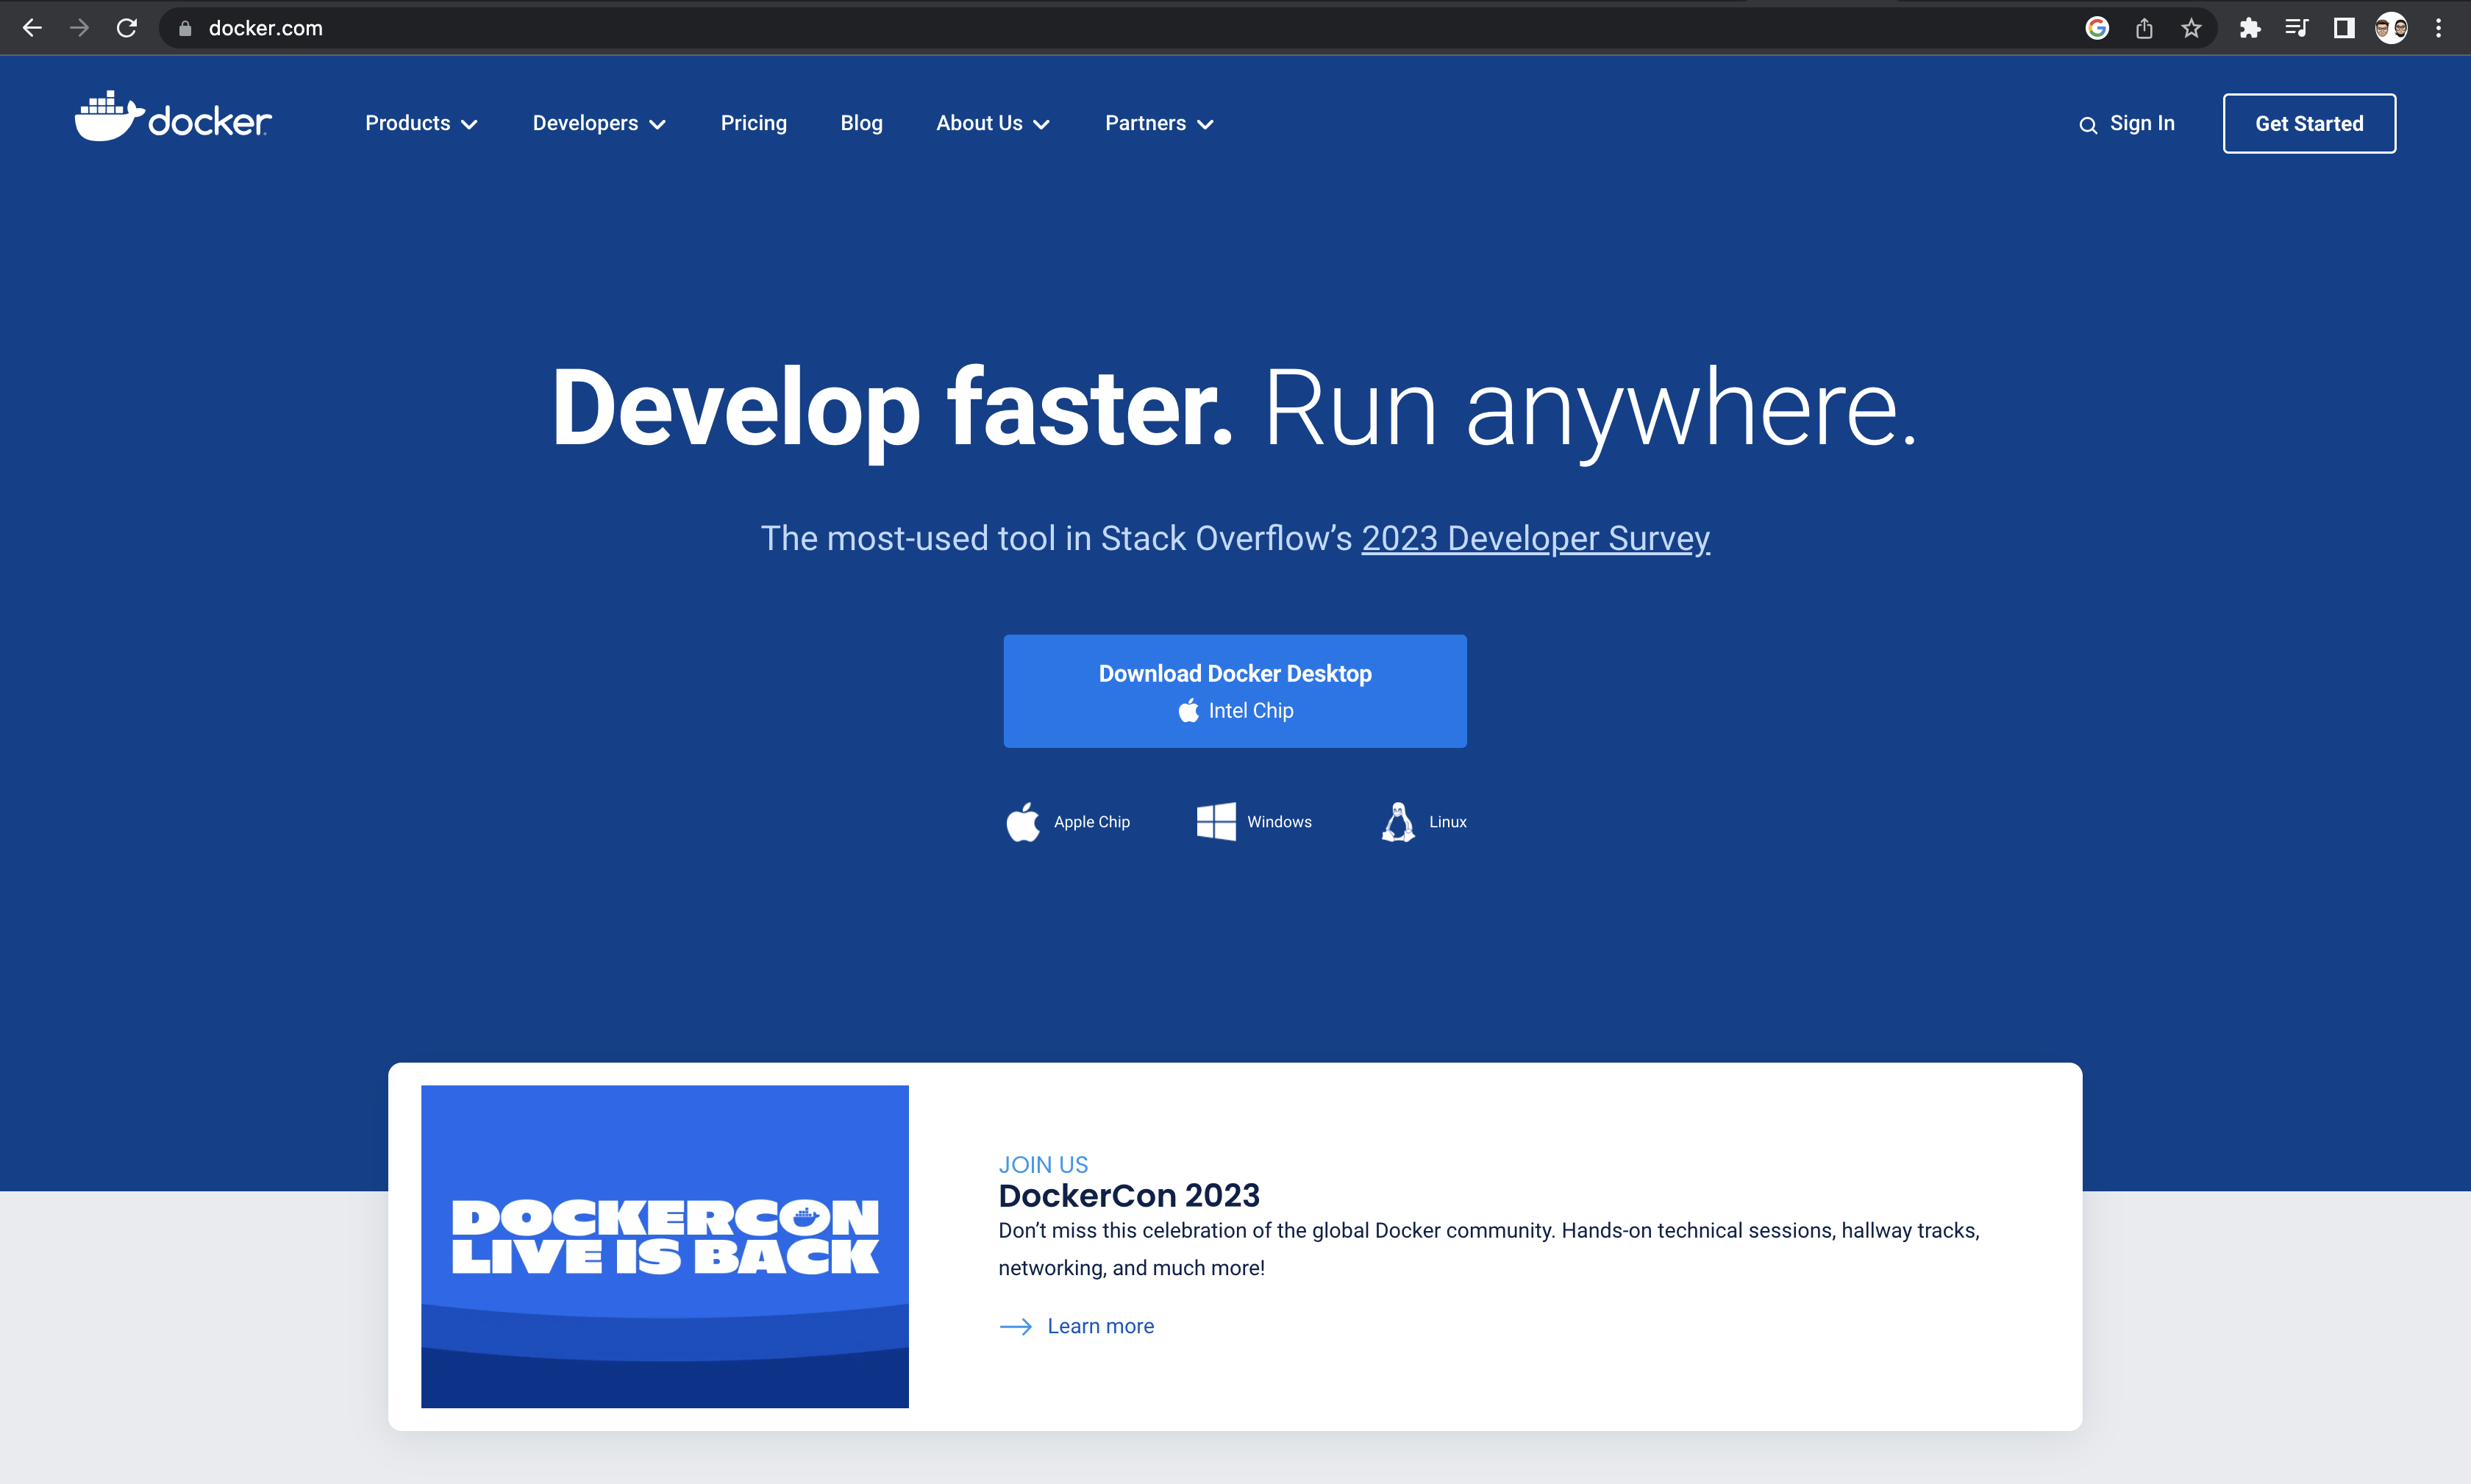 docker.com
docker
Products
Developers
Pricing
Blog
About Us
Partners
Sign In
Get Started
Develop faster. Run anywhere.
The most-used tool in Stack Overflow’s 2023 Developer Survey
Download Docker Desktop
Intel Chip
Apple Chip
Windows
Linux
DOCKERCON
LIVE IS BACK
JOIN US
DockerCon 2023
Don’t miss this celebration of the global Docker community. Hands-on technical sessions, hallway tracks,
networking, and much more!
Learn more